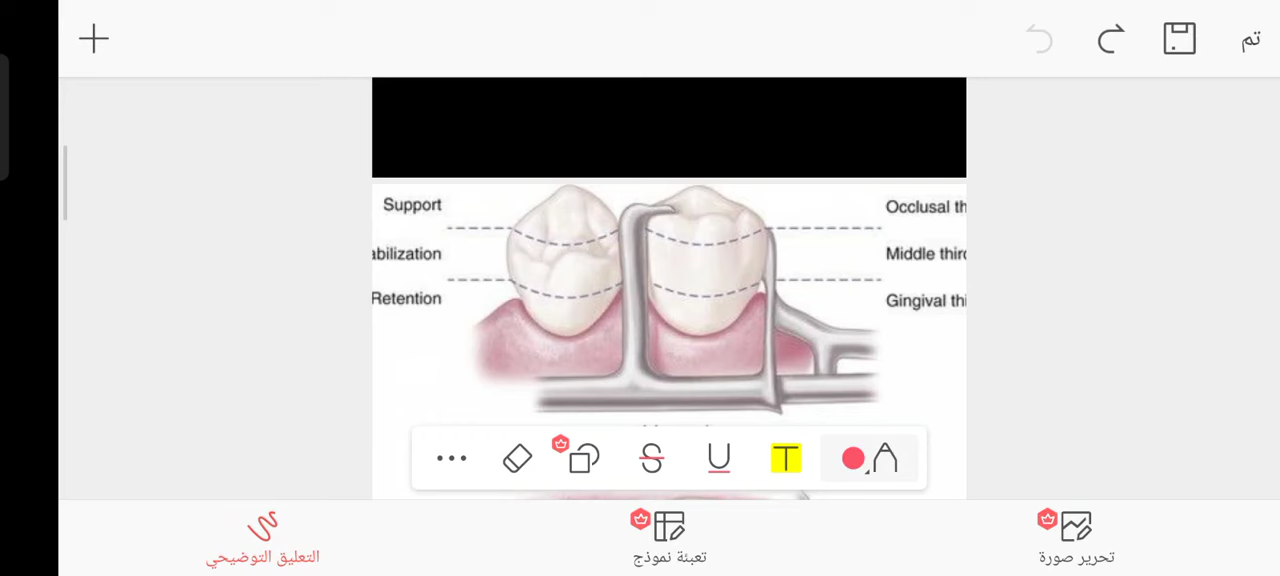 تم
Support
Occlusal th
abilization
Middle thir
Retention
Gingival thi
S U T
التعليق التوضيحي
تعبئة نموذج
تحرير صورة